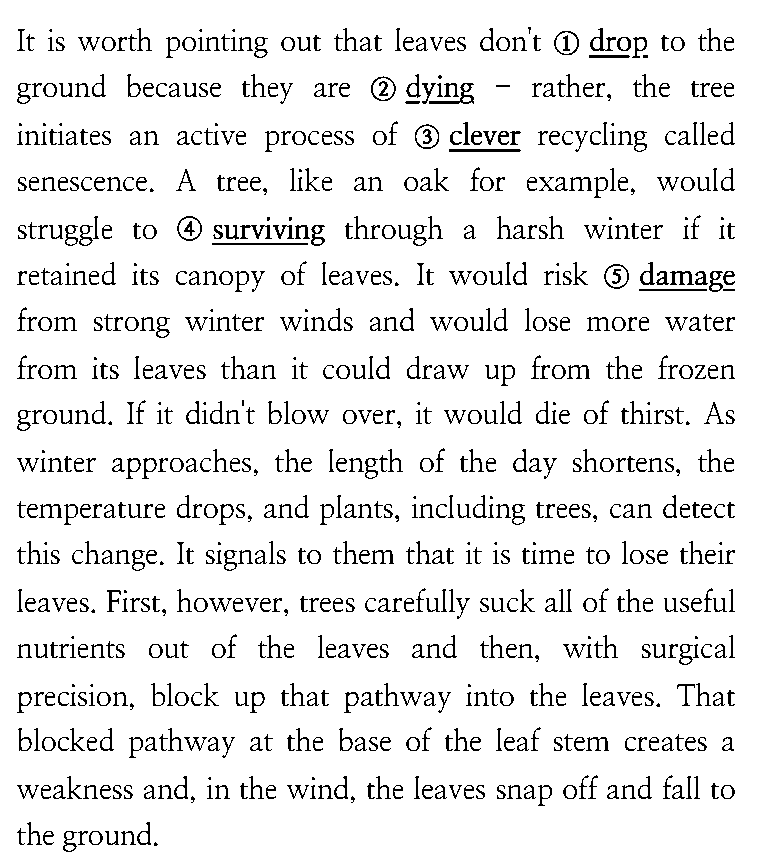 It is worth pointing out that leaves don't ① drop to the
ground because they are ② dying – rather, the tree
initiates an active process of ③ clever recycling called
senescence. A tree, like an oak for example, would
struggle to ④ surviving through a harsh winter if it
retained its canopy of leaves. It would risk ⑤ damage
from strong winter winds and would lose more water
from its leaves than it could draw up from the frozen
ground. If it didn't blow over, it would die of thirst. As
winter approaches, the length of the day shortens, the
temperature drops, and plants, including trees, can detect
this change. It signals to them that it is time to lose their
leaves. First, however, trees carefully suck all of the useful
nutrients out of the leaves and then, with surgical
precision, block up that pathway into the leaves. That
blocked pathway at the base of the leaf stem creates a
weakness and, in the wind, the leaves snap off and fall to
the ground.